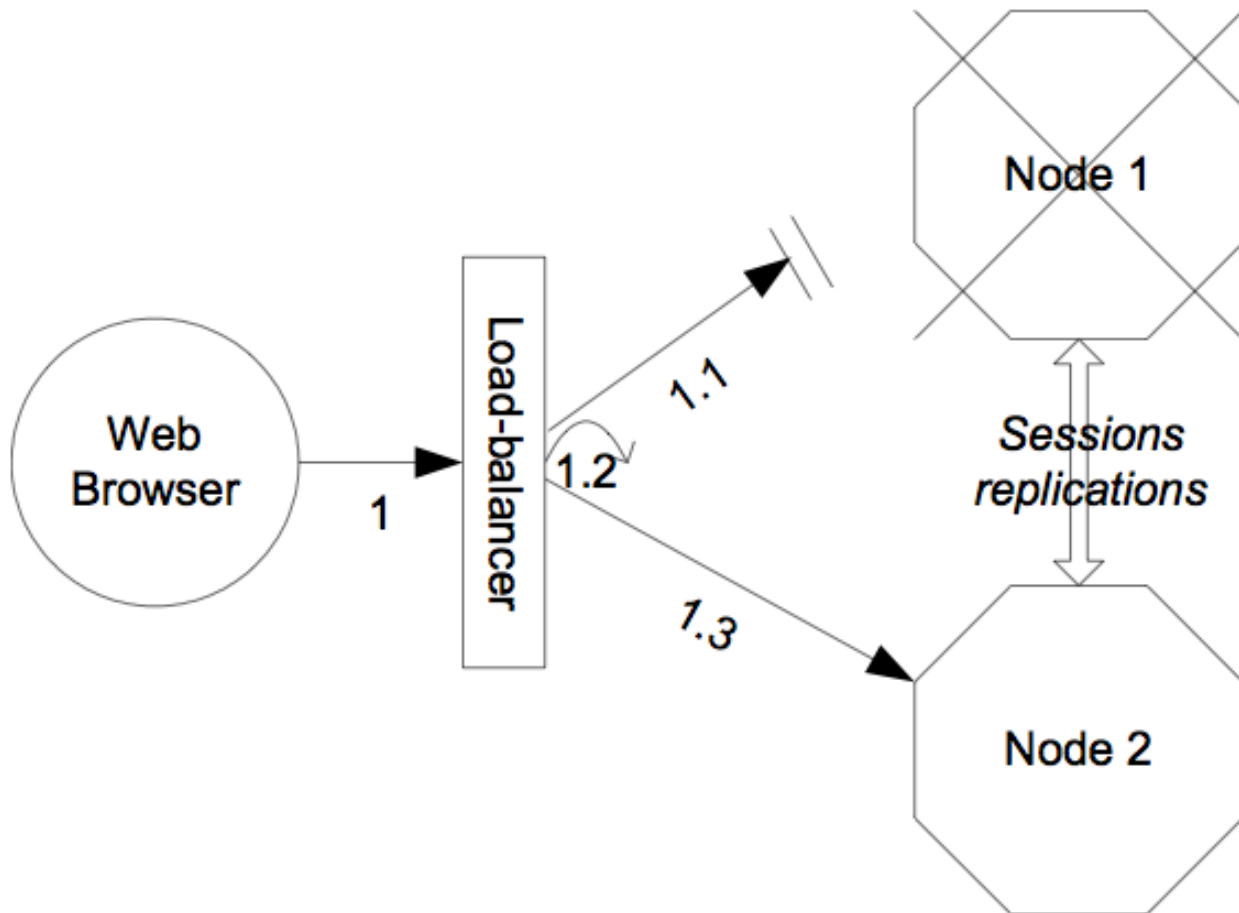 Node 1
1.1
Load-balancer
Web
Browser
1
1.2
Sessions
replications
1.3
Node 2